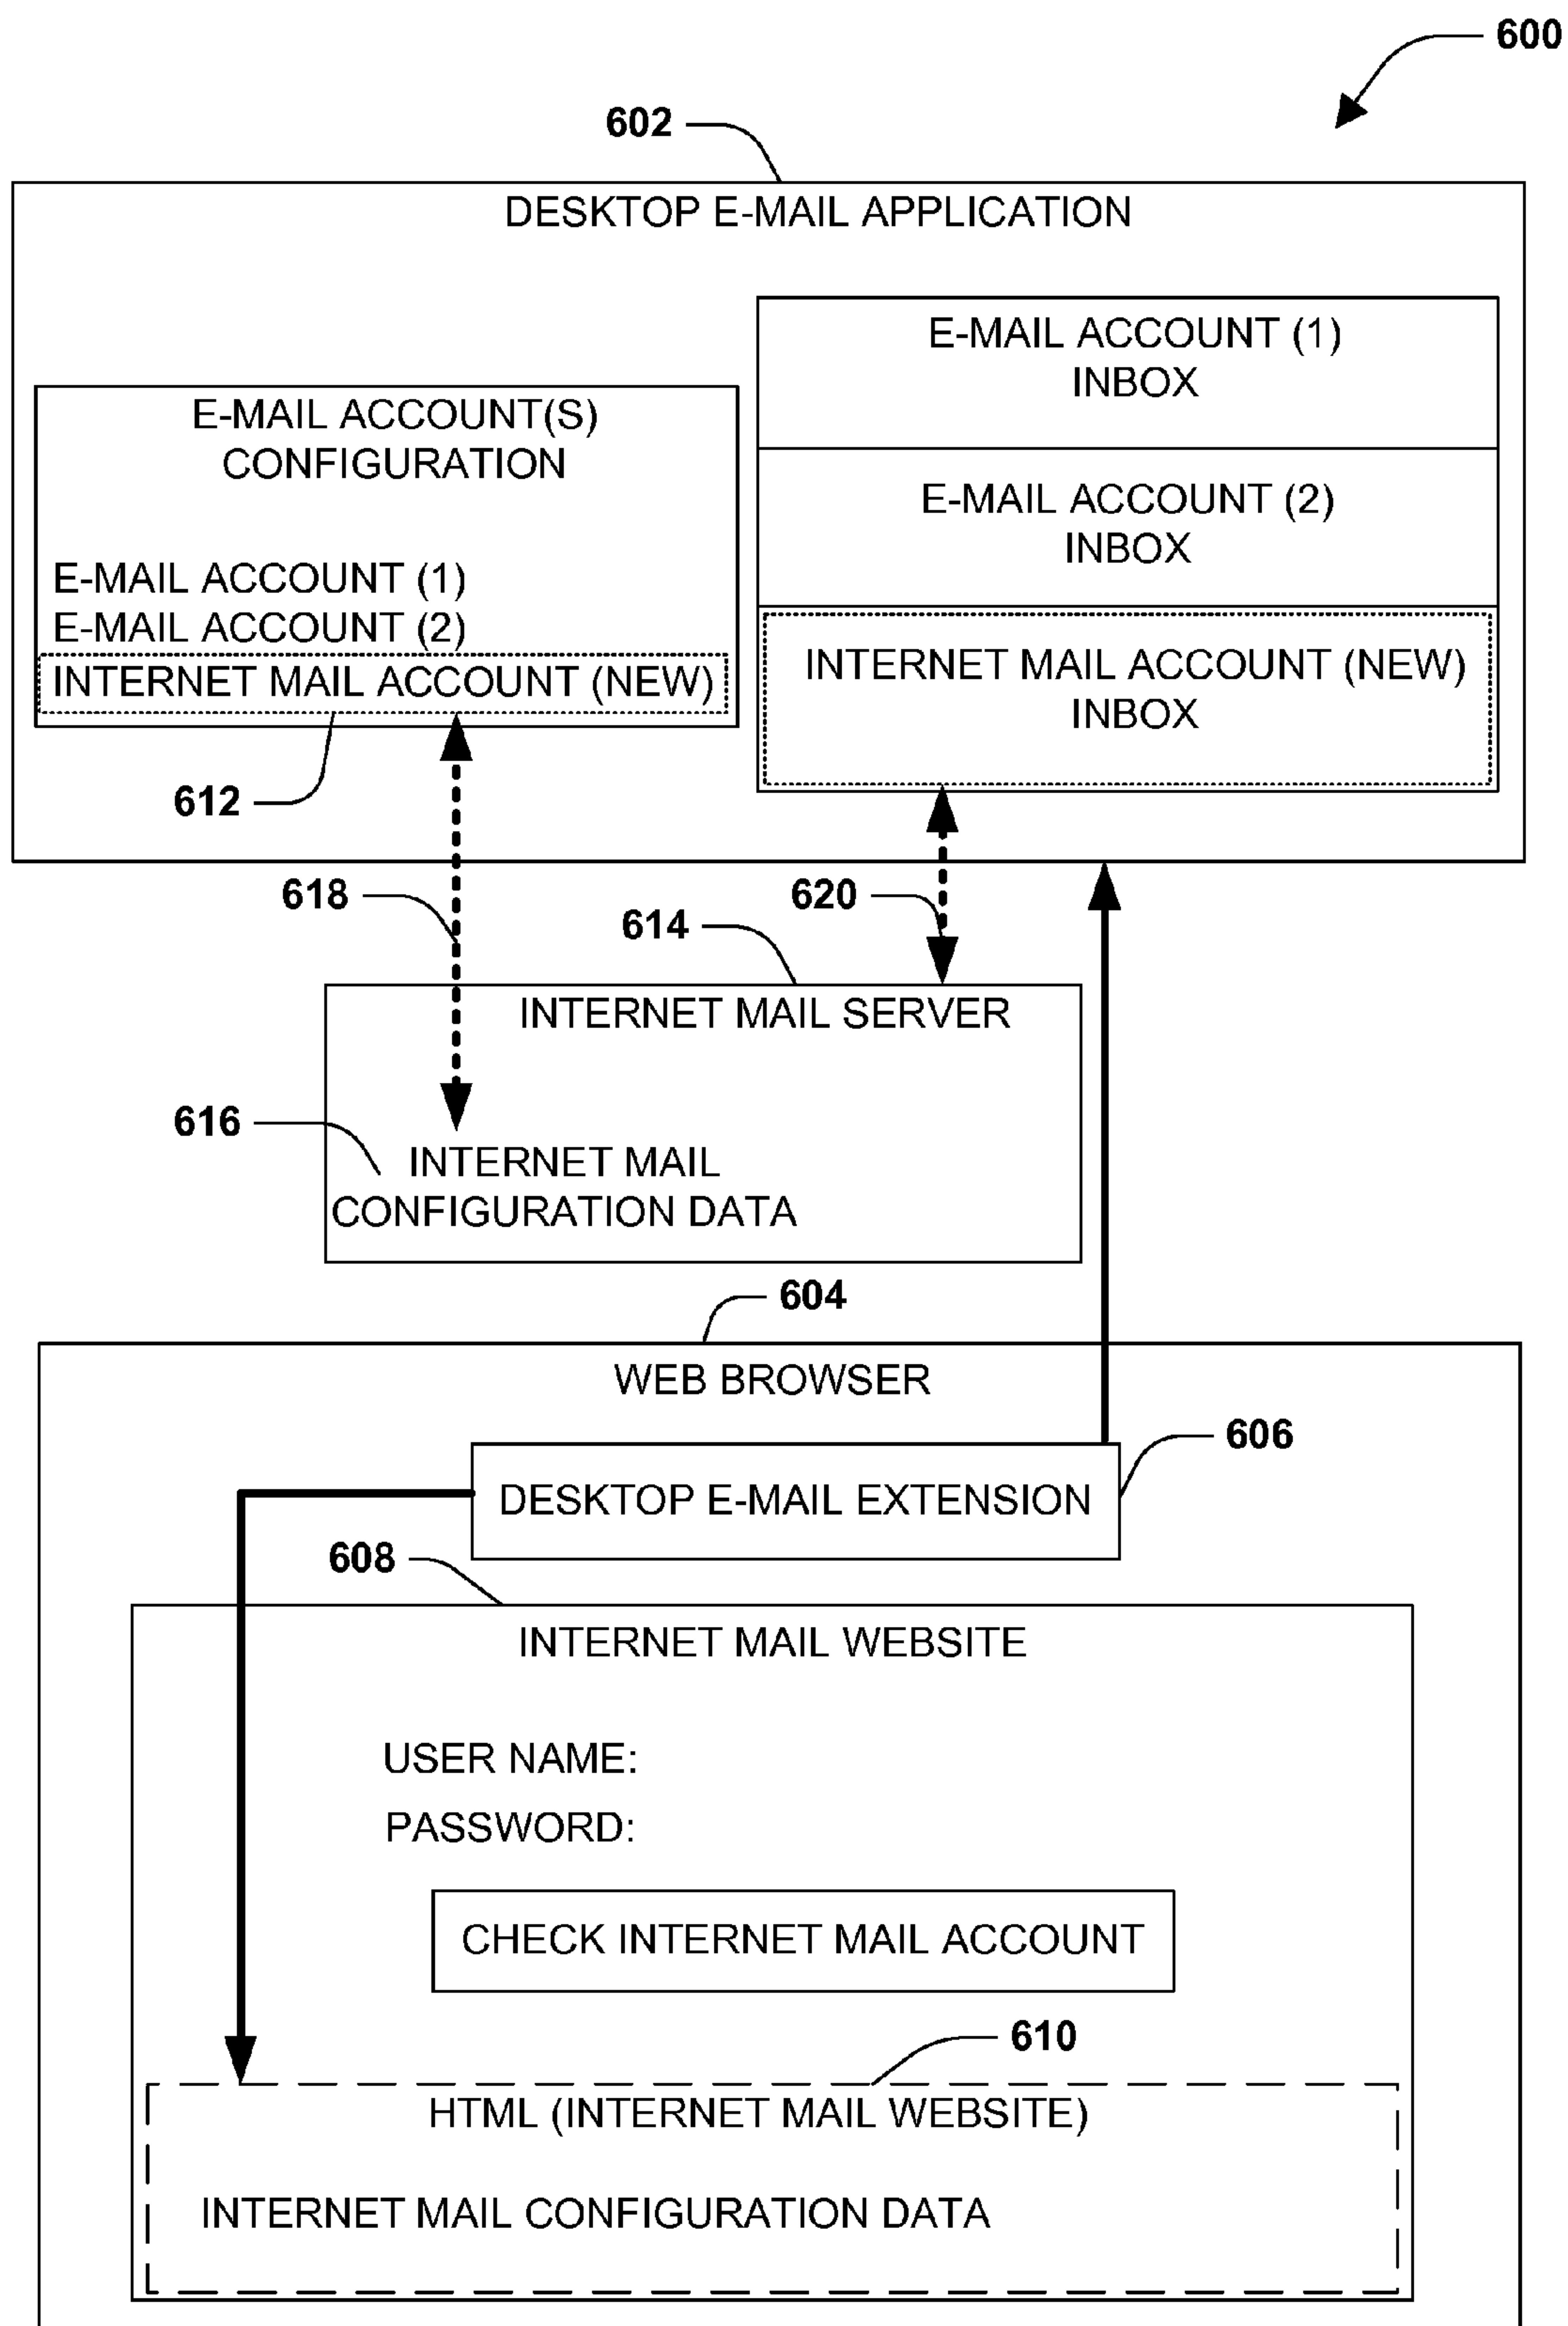 600
602
DESKTOP E-MAIL APPLICATION
E-MAIL ACCOUNT(S)
CONFIGURATION
E-MAIL ACCOUNT (1)
E-MAIL ACCOUNT (2)
INTERNET MAIL ACCOUNT (NEW)
612
E-MAIL ACCOUNT (1)
INBOX
E-MAIL ACCOUNT (2)
INBOX
INTERNET MAIL ACCOUNT (NEW)
INBOX
618
620
614
INTERNET MAIL SERVER
616
INTERNET MAIL
CONFIGURATION DATA
604
WEB BROWSER
606
DESKTOP E-MAIL EXTENSION
608
INTERNET MAIL WEBSITE
USER NAME:
PASSWORD:
CHECK INTERNET MAIL ACCOUNT
610
HTML (INTERNET MAIL WEBSITE)
INTERNET MAIL CONFIGURATION DATA